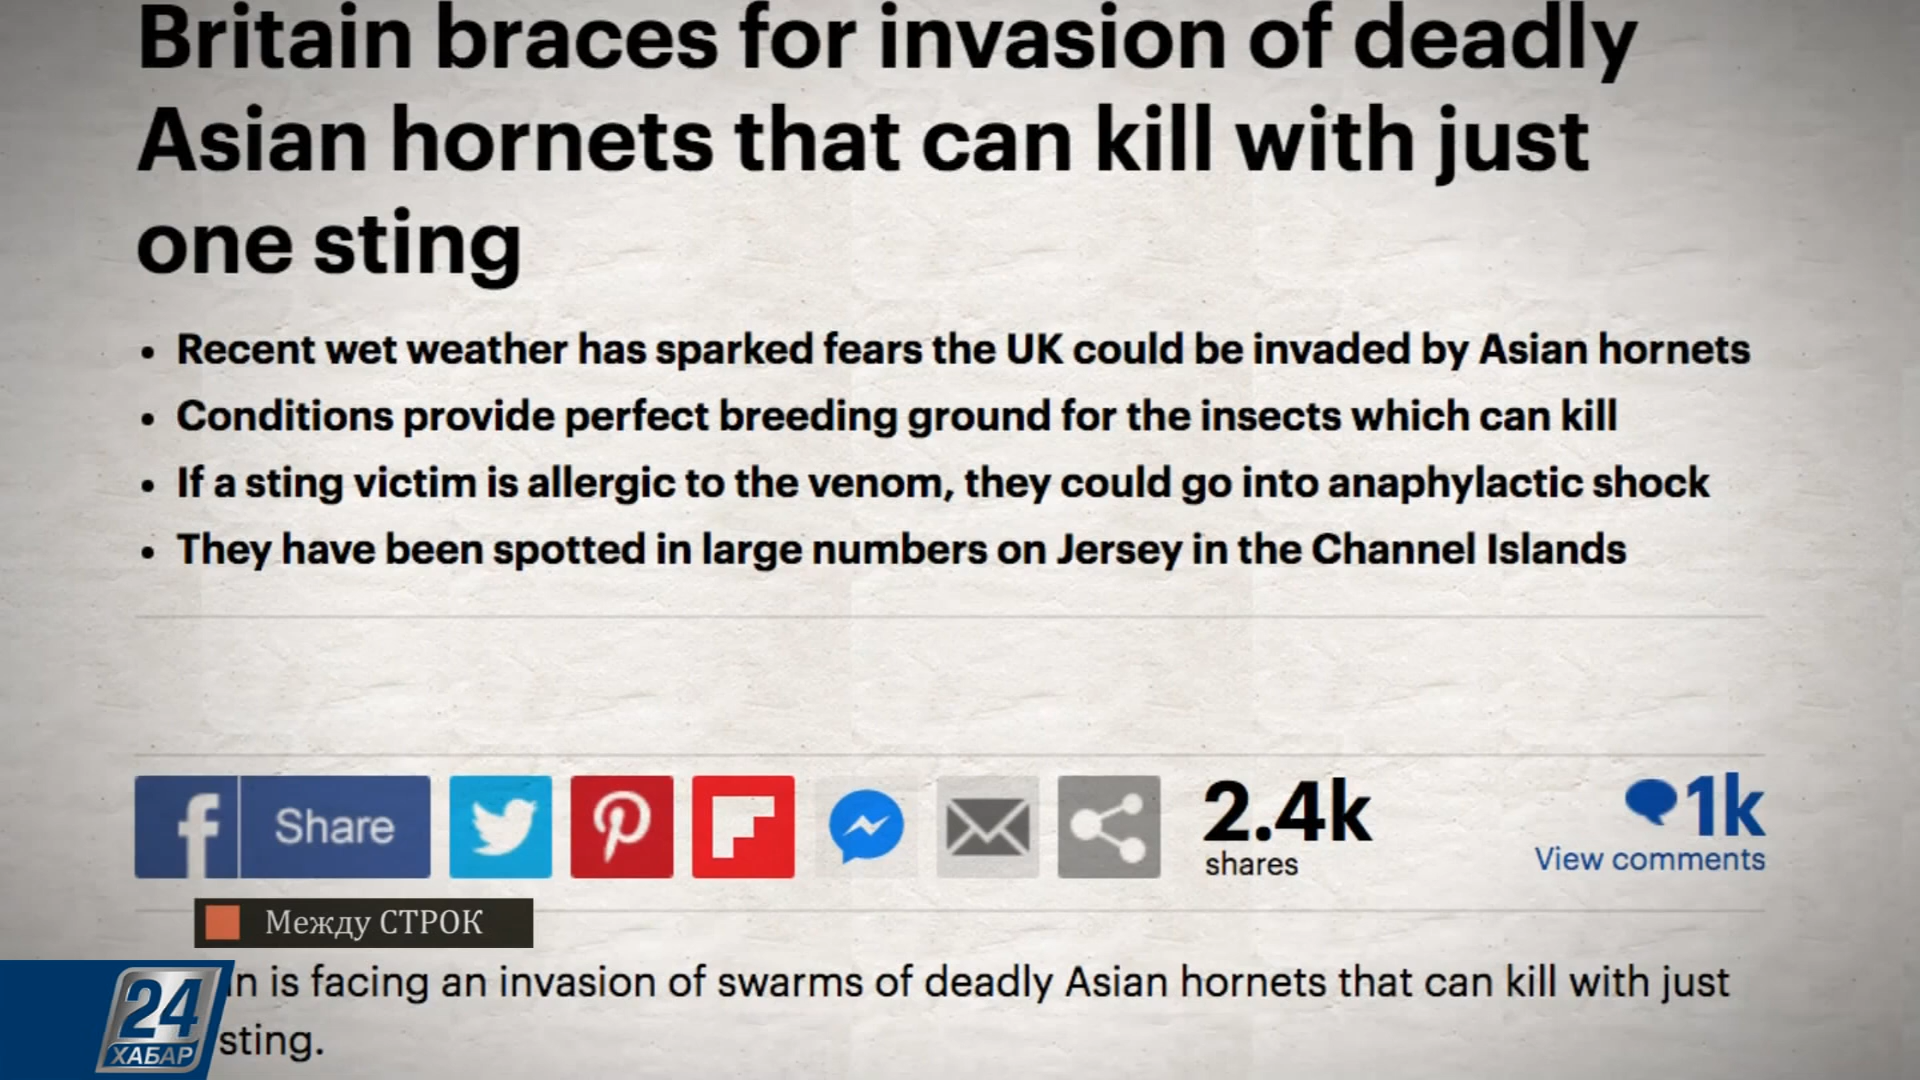 Britain braces for invasion of deadly
Asian hornets that can kill with just
one sting
• Recent wet weather has sparked fears the UK could be invaded by Asian hornets
• Conditions provide perfect breeding ground for the insects which can kill
• If a sting victim is allergic to the venom, they could go into anaphylactic shock
• They have been spotted in large numbers on Jersey in the Channel Islands
Share
2.4k
shares
1k
View comments
Между СТРОК
is facing an invasion of swarms of deadly Asian hornets that can kill with just
sting.
24
ХАБАР